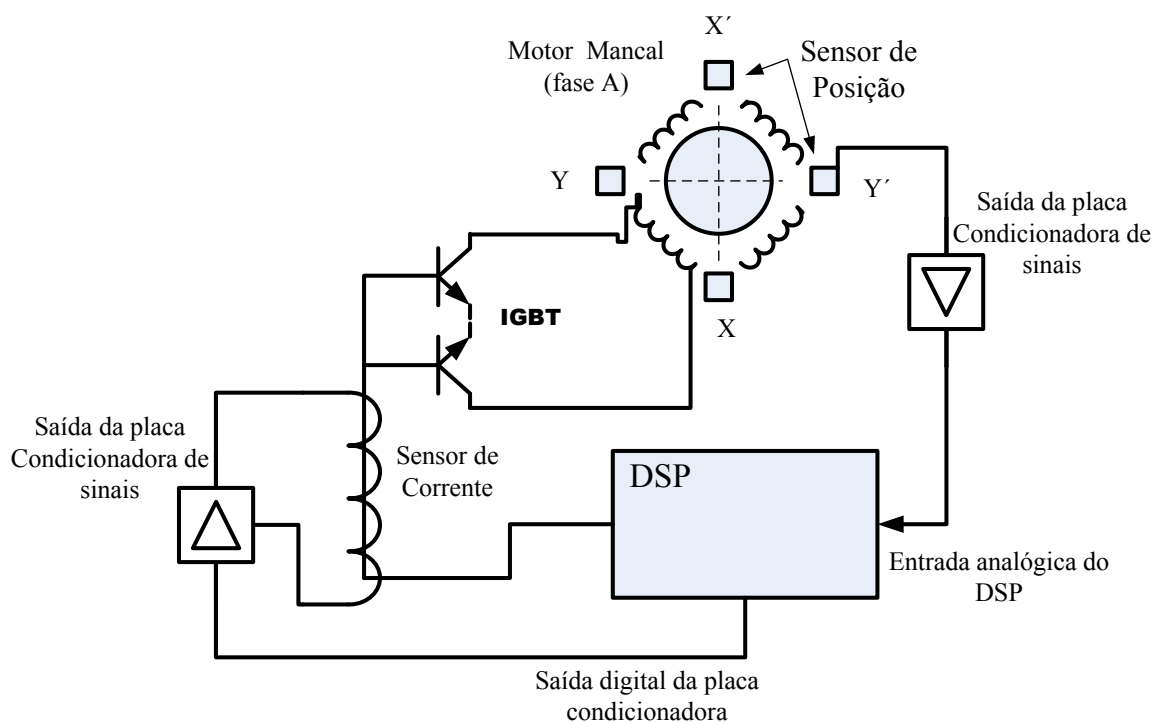 X´
Motor Mancal
(fase A)
Sensor de
Posição
Y
Y´
Saída da placa
Condicionadora de
sinais
IGBT
X
Saída da placa
Condicionadora de
sinais
Sensor de
Corrente
DSP
Entrada analógica do
DSP
Saída digital da placa
condicionadora